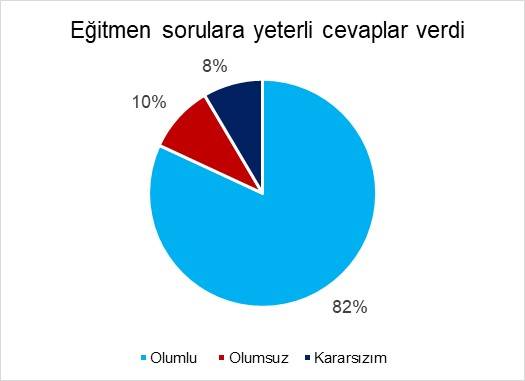 Eğitmen sorulara yeterli cevaplar verdi
8%
10%
82%
Olumlu Olumsuz Kararsızım